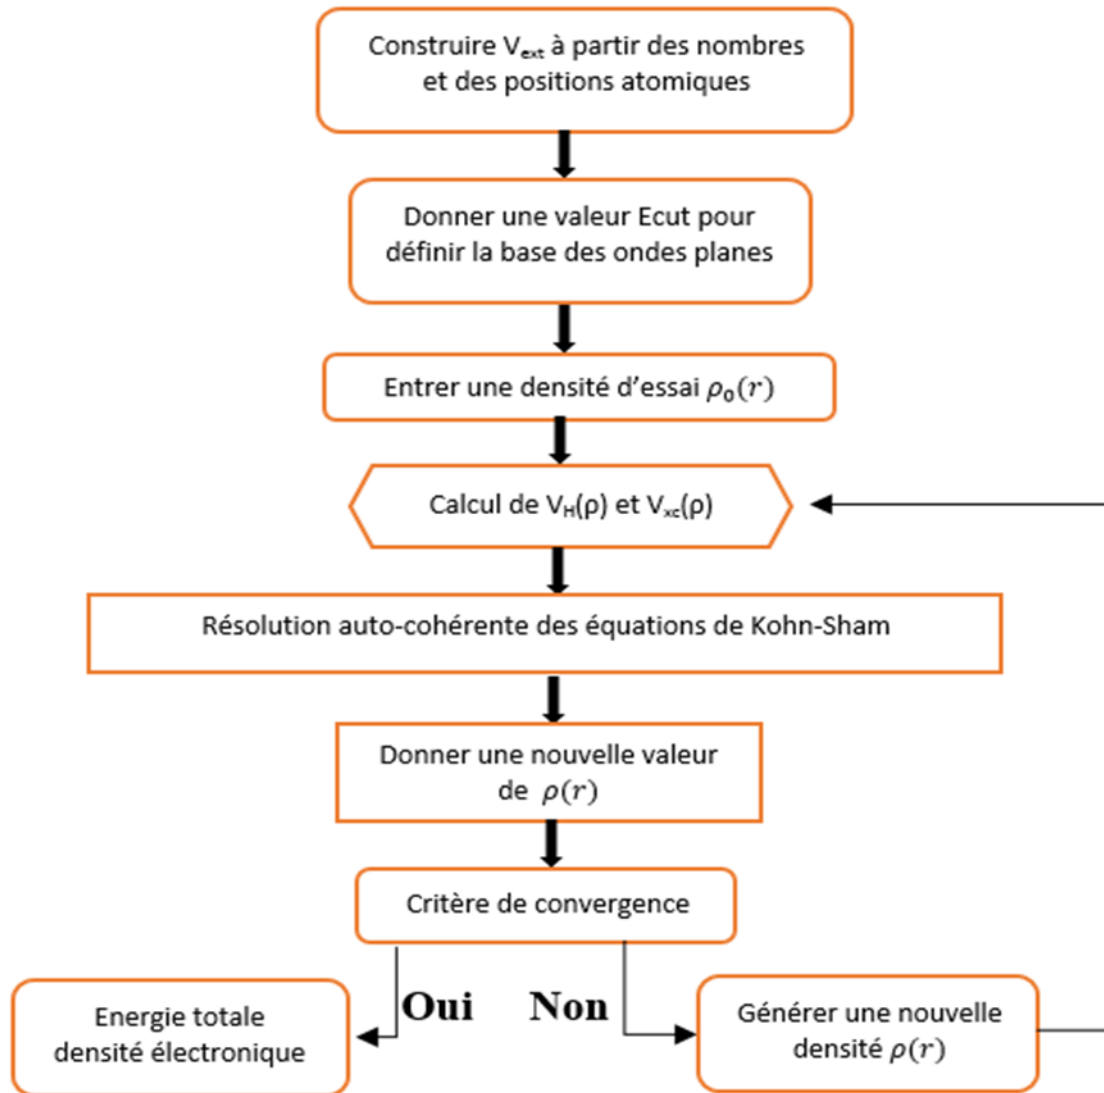 Construire Vₑₓₜ à partir des nombres
et des positions atomiques
Donner une valeur Ecut pour
définir la base des ondes planes
Entrer une densité d’essai ρ₀(r)
Calcul de V_H(ρ) et Vₓ꜀(ρ)
Résolution auto-cohérente des équations de Kohn-Sham
Donner une nouvelle valeur
de ρ(r)
Critère de convergence
Oui Non
Energie totale
densité électronique
Générer une nouvelle
densité ρ(r)